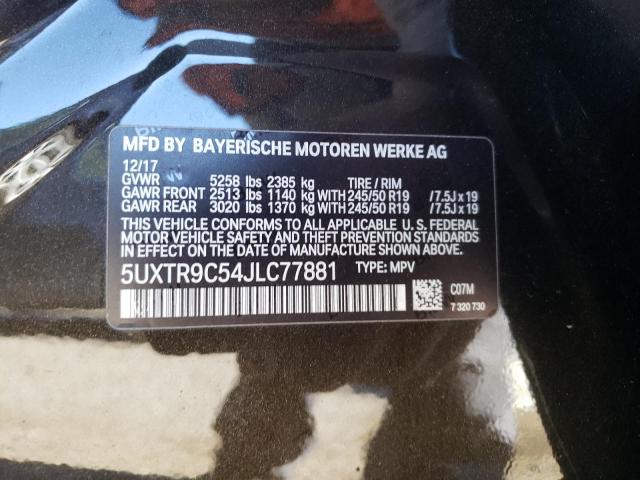 MFD BY BAYERISCHE MOTOREN WERKE AG
12/17
GVWR 5258 lbs 2385 kg TIRE / RIM
GAWR FRONT 2513 lbs 1140 kg WITH 245/50 R19 /7.5J x 19
GAWR REAR 3020 lbs 1370 kg WITH 245/50 R19 /7.5J x 19
THIS VEHICLE CONFORMS TO ALL APPLICABLE U. S. FEDERAL
MOTOR VEHICLE SAFETY AND THEFT PREVENTION STANDARDS
IN EFFECT ON THE DATE OF MANUFACTURE SHOWN ABOVE.
5UXTR9C54JLC77881 TYPE: MPV
C07M
7 320 730